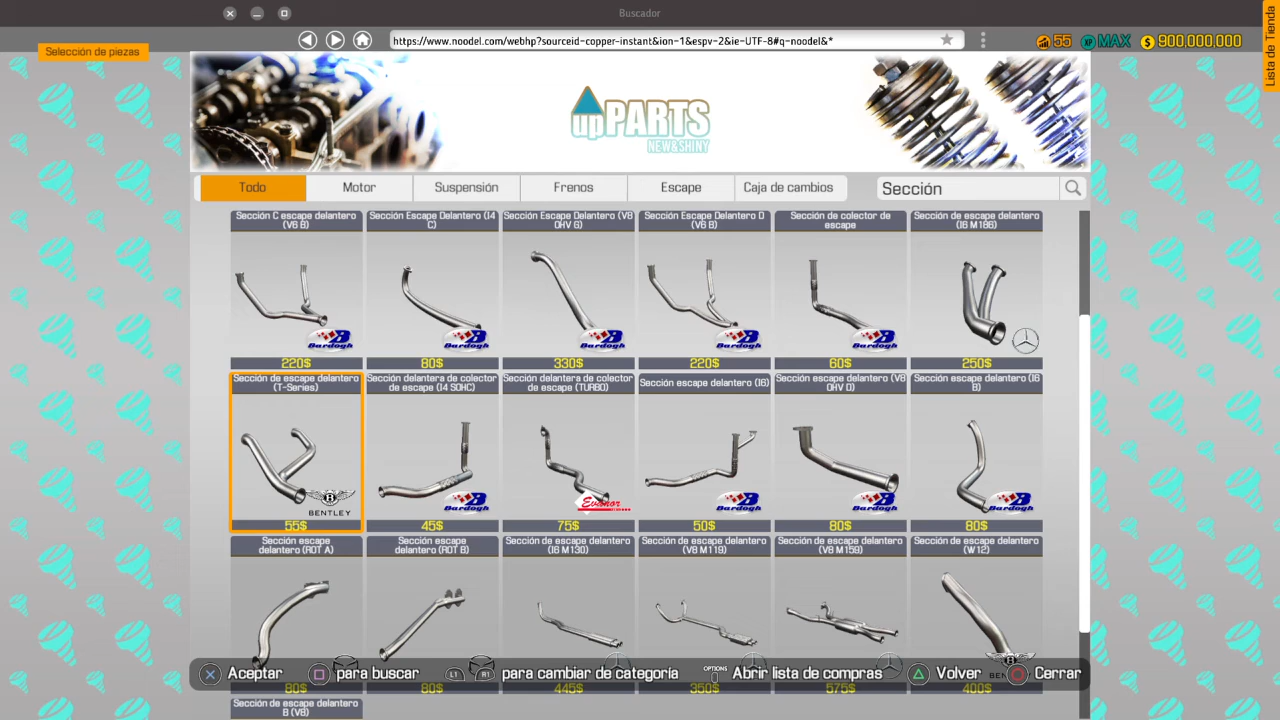 Buscador
https://www.noodel.com/webhp?sourceid-copper-instant&ion-1&espv-2&ie-UTF-8#q-noodel&*
Selección de piezas
55 XP MAX $ 900,000,000
Lista de Tienda
upPARTS
NEW&SHINY
Todo Motor Suspensión Frenos Escape Caja de cambios Sección
Sección C escape delantero
(V6 B)
Sección Escape Delantero (I4
C)
Sección Escape Delantero (V8
OHV G)
Sección Escape Delantero D
(V6 B)
Sección de colector de
escape
Sección de escape delantero
(I6 M186)
Bardogh
Bardogh
Bardogh
Bardogh
Bardogh
220$ 80$ 330$ 220$ 60$ 250$
Sección de escape delantero
(T-Series)
Sección delantera de colector
de escape (I4 SOHC)
Sección delantera de colector
de escape (TURBO)
Sección escape delantero (I6)
Sección escape delantero (V8
OHV D)
Sección de escape delantero (I6
B)
B
BENTLEY
Bardogh
Evanor
Bardogh
Bardogh
Bardogh
55$ 45$ 75$ 50$ 80$ 80$
Sección escape
delantero (ROT A)
Sección escape
delantero (ROT B)
Sección de escape delantero
(I6 M130)
Sección de escape delantero
(V8 M119)
Sección de escape delantero
(V8 M159)
Sección de escape delantero
(W12)
Aceptar para buscar L1 R1 para cambiar de categoría OPTIONS Abrir lista de compras Volver Cerrar
80$ 80$ 445$ 350$ 575$ 400$
Sección de escape delantero
B (V8)